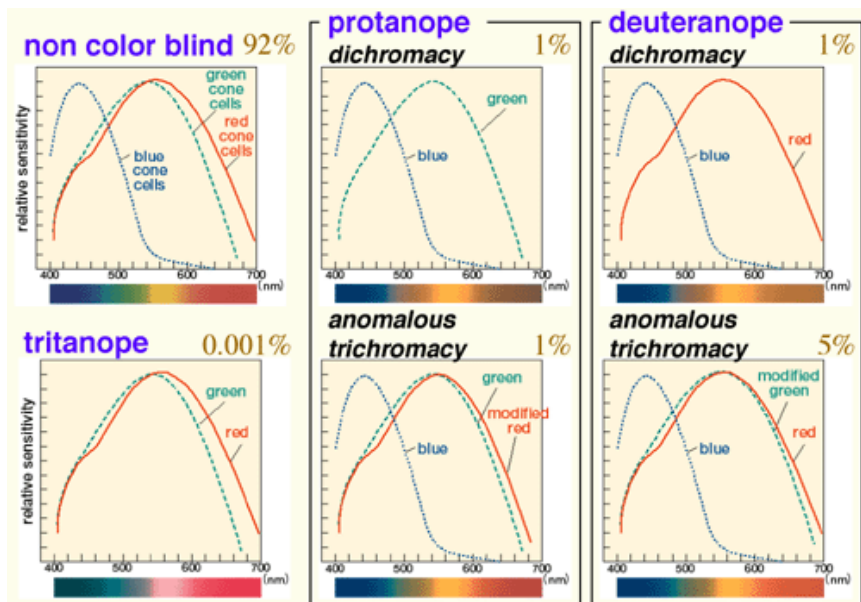 non color blind 92%
green
cone
cells
red
cone
cells
blue
cone
cells
relative sensitivity
400 500 600 700
(nm)
protanope
dichromacy 1%
green
blue
400 500 600 700
(nm)
deuteranope
dichromacy 1%
red
blue
400 500 600 700
(nm)
tritanope 0.001%
green
red
relative sensitivity
400 500 600 700
(nm)
anomalous
trichromacy 1%
green
modified
red
blue
400 500 600 700
(nm)
anomalous
trichromacy 5%
modified
green
red
blue
400 500 600 700
(nm)